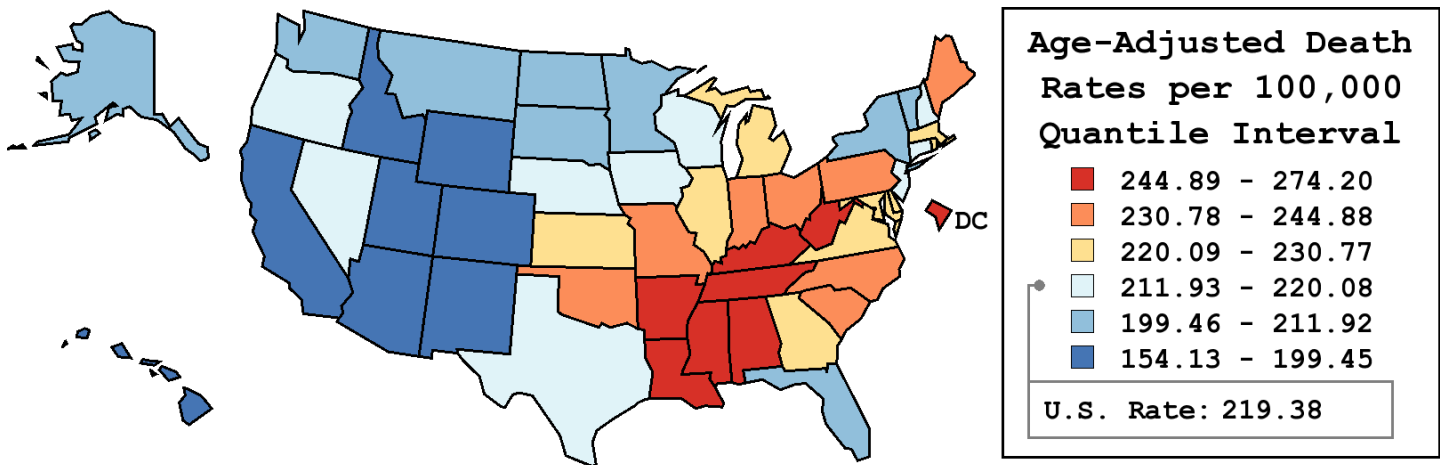 Age-Adjusted Death
Rates per 100,000
Quantile Interval
244.89 - 274.20
230.78 - 244.88
DC
220.09 - 230.77
211.93 - 220.08
199.46 - 211.92
154.13 - 199.45
U.S. Rate: 219.38